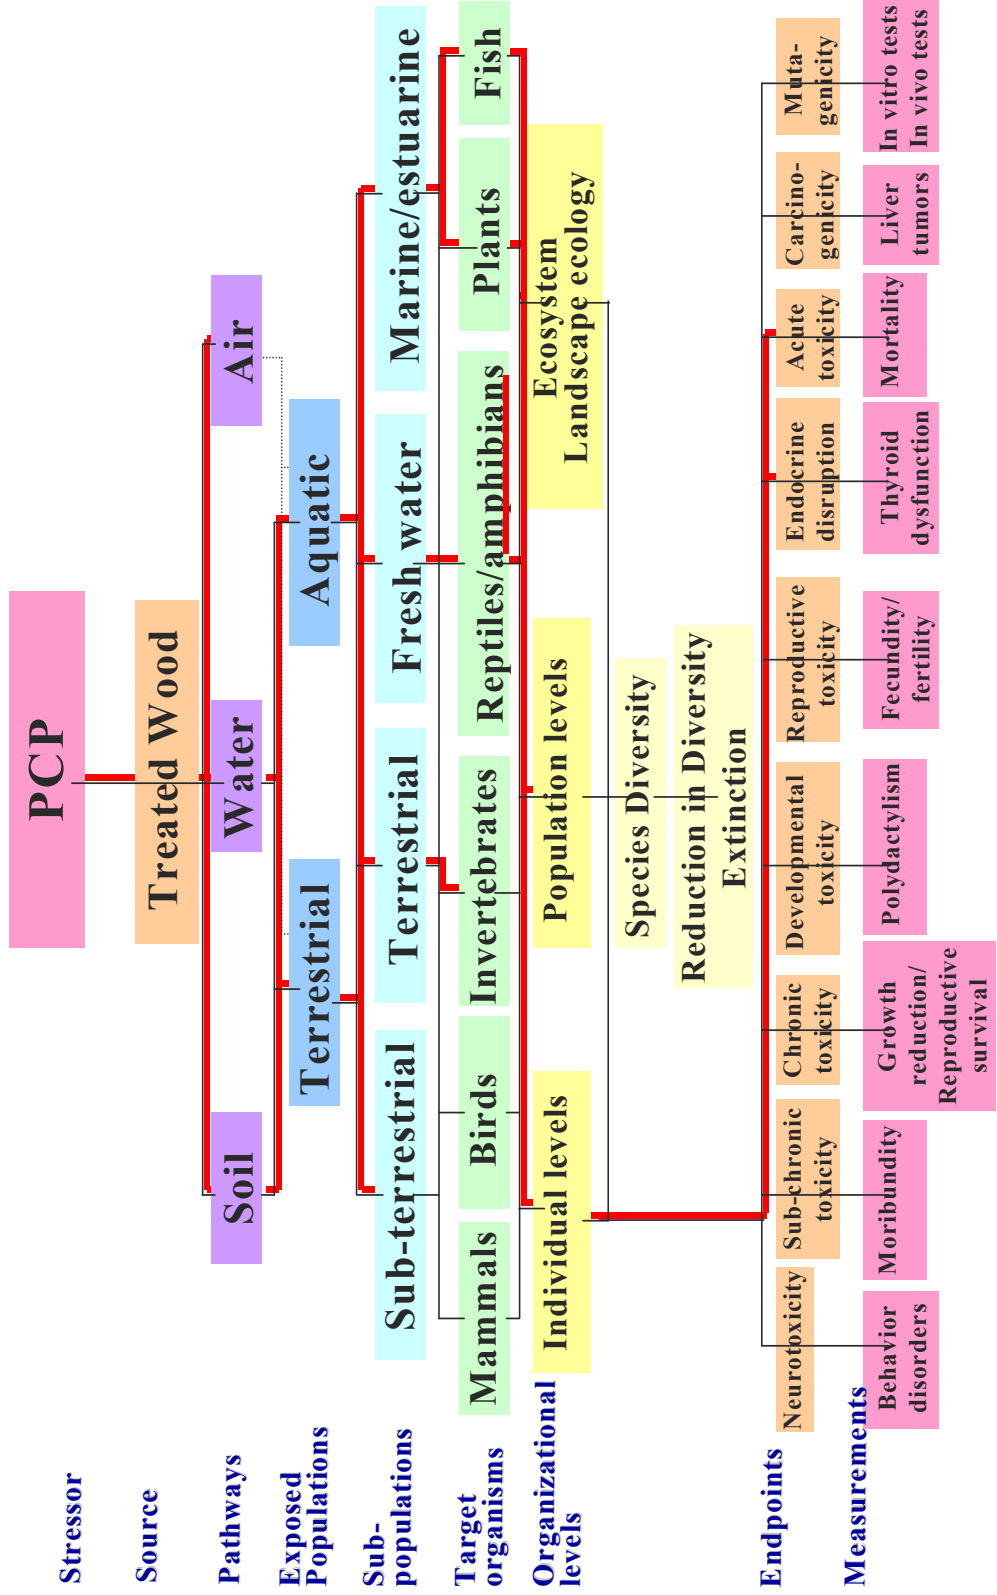 Stressor
PCP
Source
Treated Wood
Pathways
Soil
Water
Air
Exposed
Populations
Terrestrial
Aquatic
Sub-
populations
Sub-terrestrial
Terrestrial
Fresh water
Marine/estuarine
Target
organisms
Mammals
Birds
Invertebrates
Reptiles/amphibians
Plants
Fish
Organizational
levels
Individual levels
Population levels
Ecosystem
Landscape ecology
Species Diversity
Reduction in Diversity
Extinction
Endpoints
Neurotoxicity
Sub-chronic
toxicity
Chronic
toxicity
Developmental
toxicity
Reproductive
toxicity
Endocrine
disruption
Acute
toxicity
Carcino-
genicity
Muta-
genicity
Measurements
Behavior
disorders
Moribundity
Growth
reduction/
Reproductive
survival
Polydactylism
Fecundity/
fertility
Thyroid
dysfunction
Mortality
Liver
tumors
In vitro tests
In vivo tests